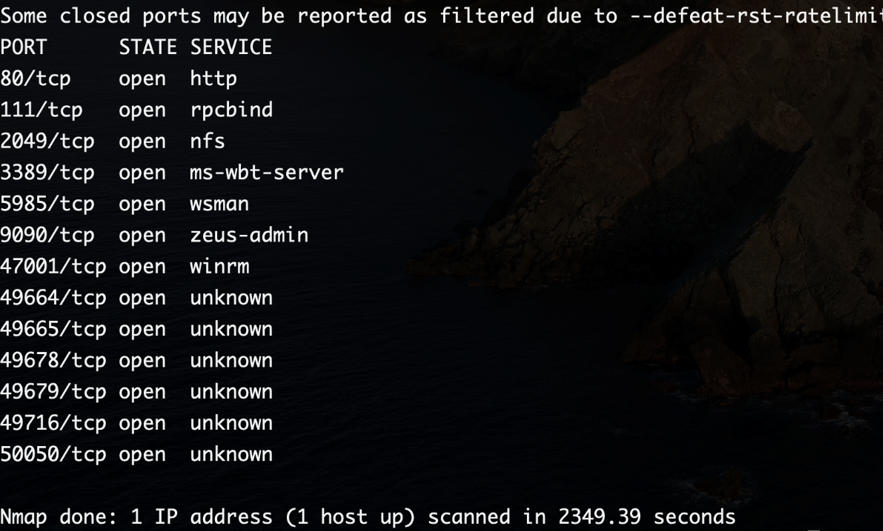 Some closed ports may be reported as filtered due to --defeat-rst-ratelimit
PORT STATE SERVICE
80/tcp open http
111/tcp open rpcbind
2049/tcp open nfs
3389/tcp open ms-wbt-server
5985/tcp open wsman
9090/tcp open zeus-admin
47001/tcp open winrm
49664/tcp open unknown
49665/tcp open unknown
49678/tcp open unknown
49679/tcp open unknown
49716/tcp open unknown
50050/tcp open unknown
Nmap done: 1 IP address (1 host up) scanned in 2349.39 seconds